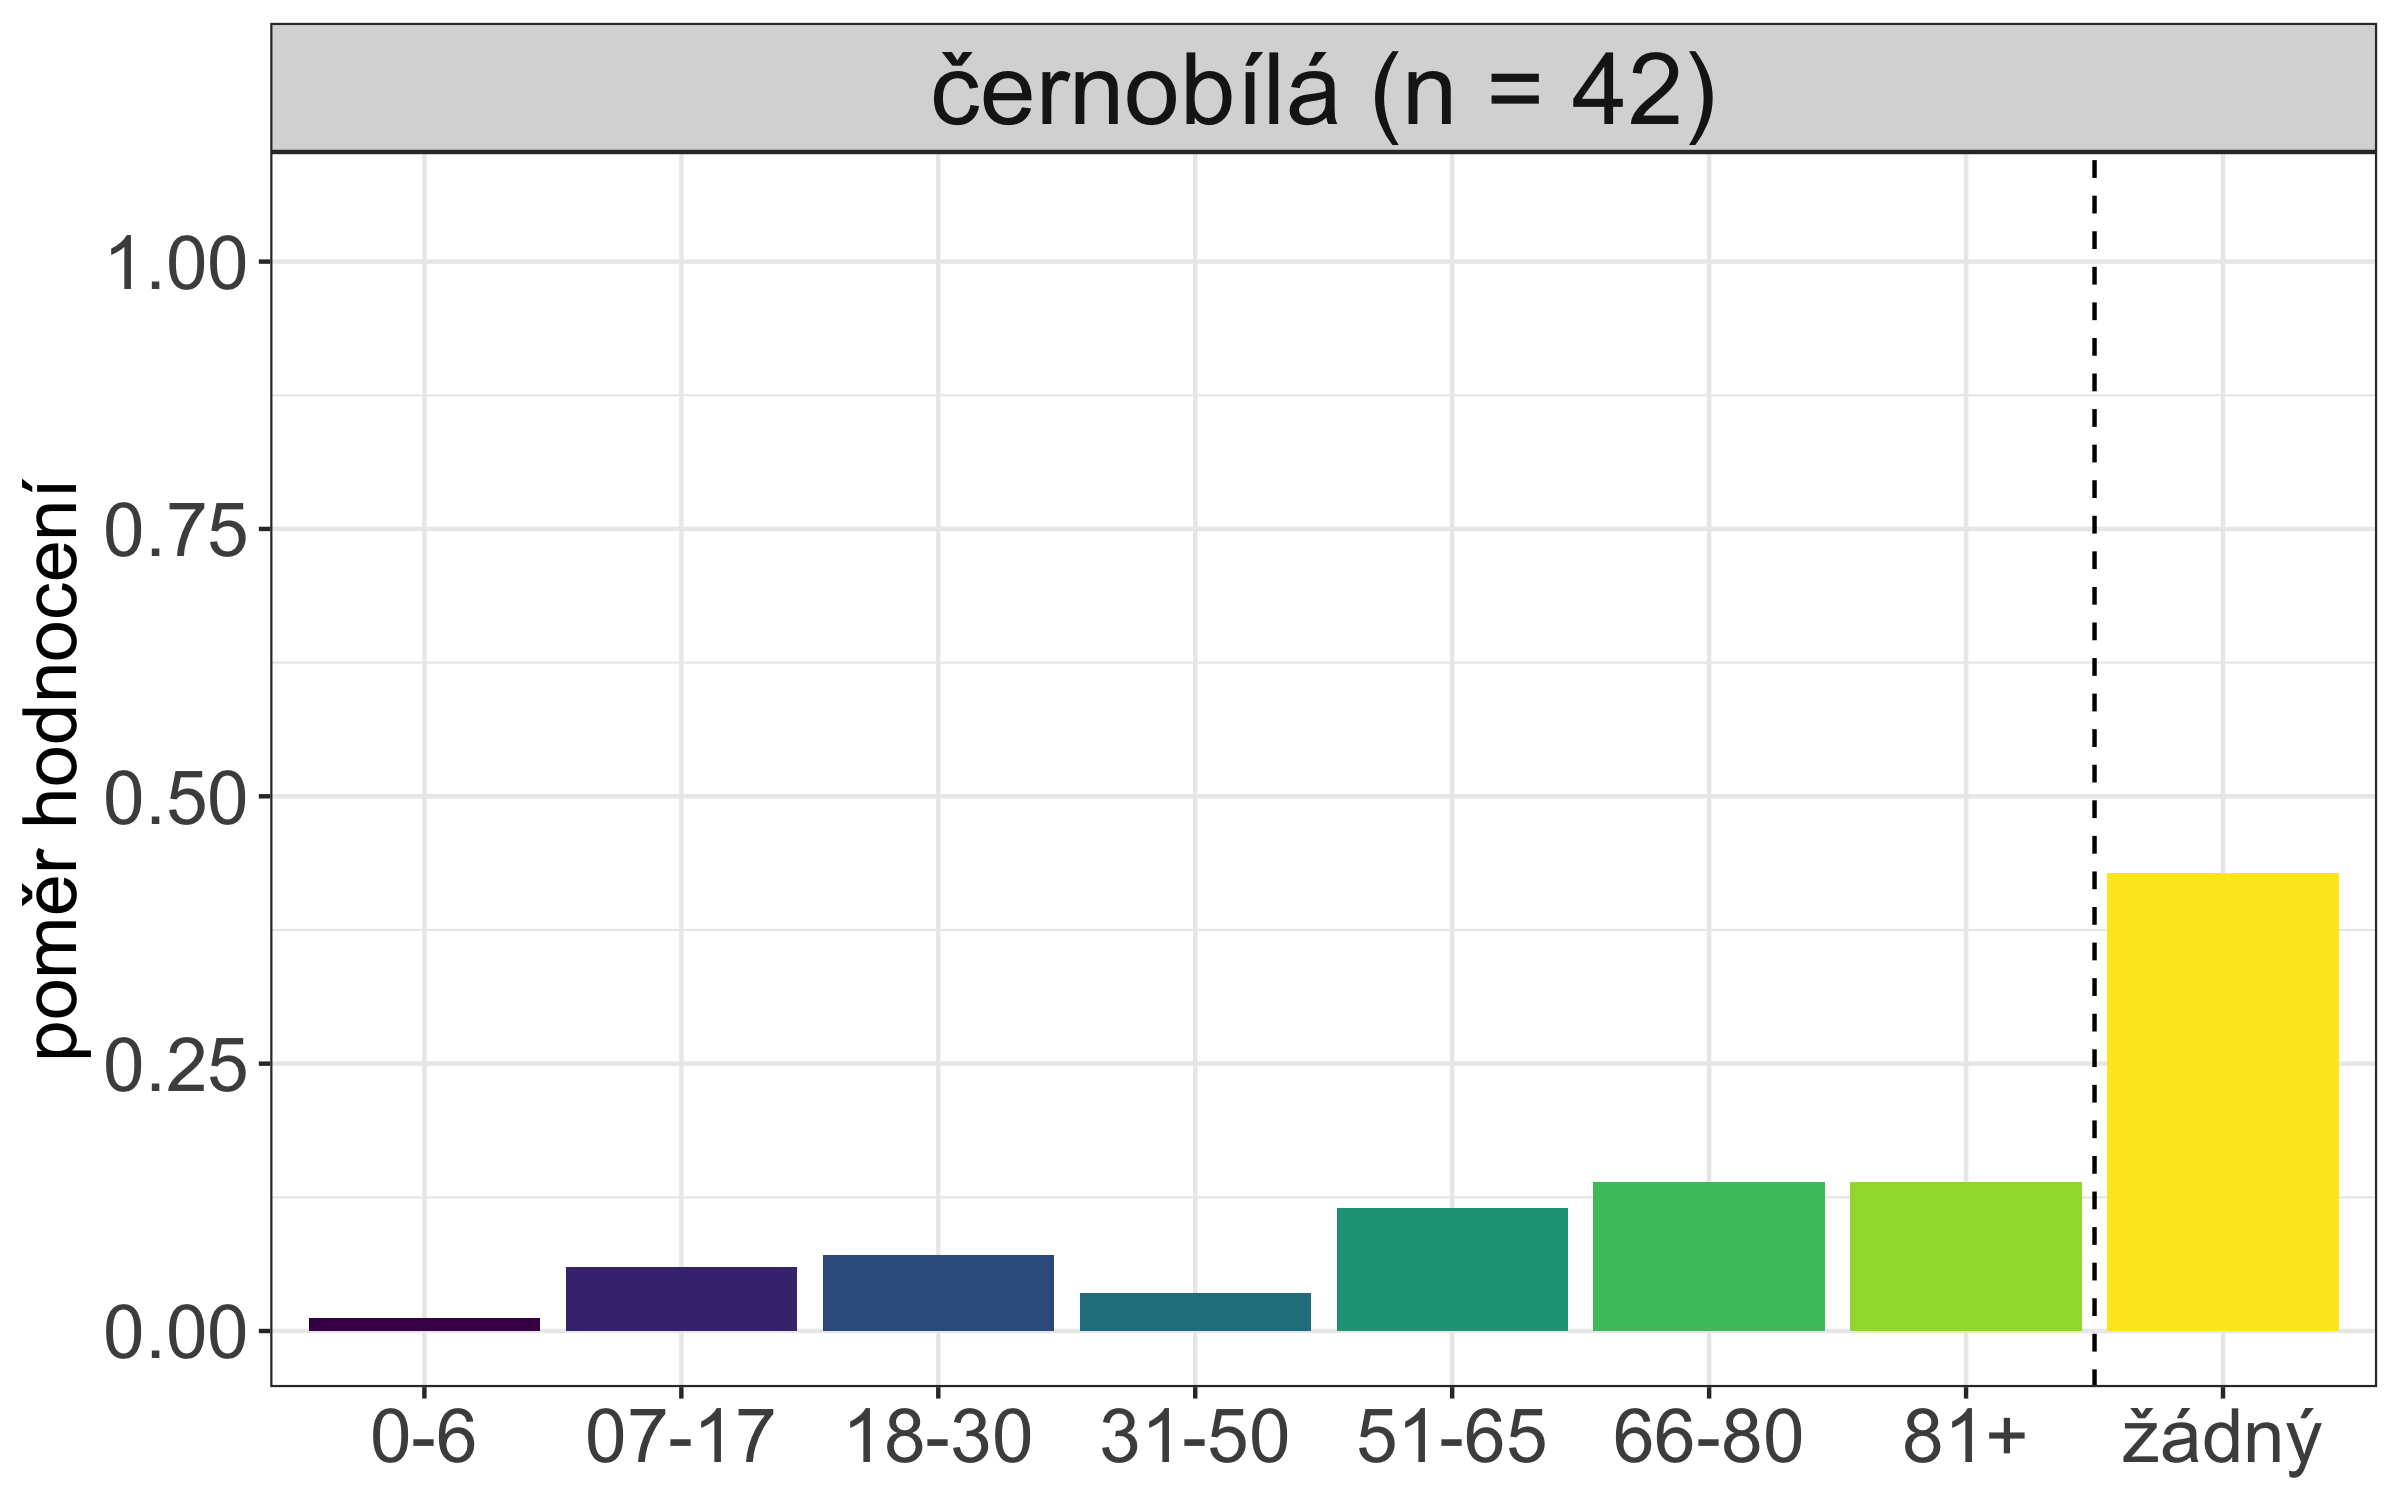 černobílá (n = 42)
poměr hodnocení
1.00
0.75
0.50
0.25
0.00
0-6 07-17 18-30 31-50 51-65 66-80 81+ žádný